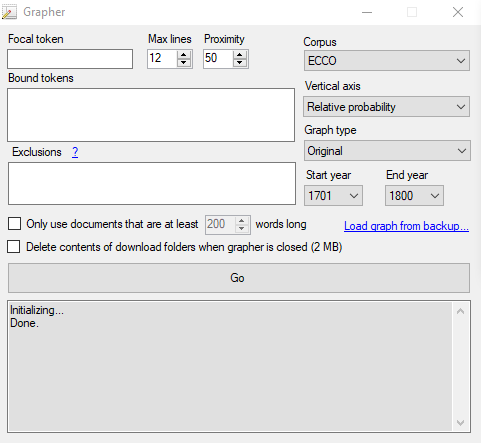 Grapher
Focal token
Max lines
Proximity
Corpus
12
50
ECCO
Bound tokens
Vertical axis
Relative probability
Graph type
Original
Exclusions ?
Start year
End year
1701
1800
Only use documents that are at least 200 words long
Load graph from backup...
Delete contents of download folders when grapher is closed (2 MB)
Go
Initializing...
Done.